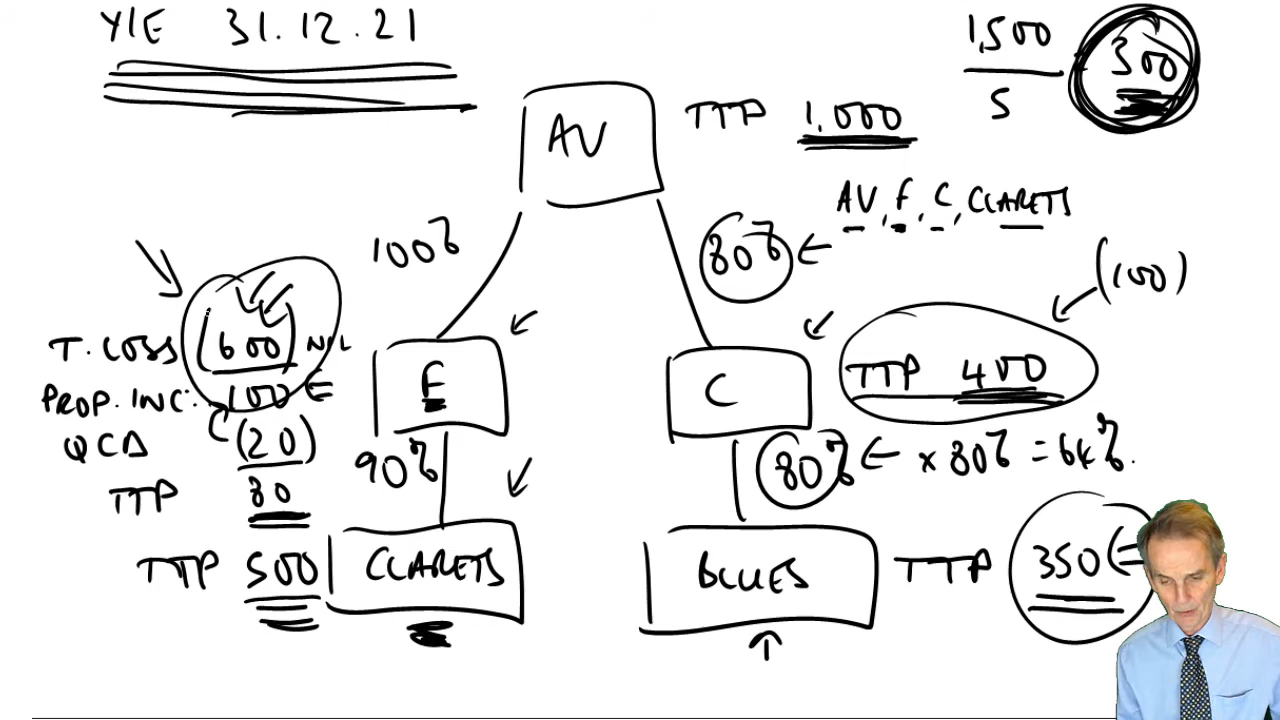 Y/E 31.12.21
1,500
5
300
AV
TTP 1,000
AV, F, C, CLARETS
100%
80% ←
(100)
T. LOSS (600) NIL
PROP. INC. 100 ←
QCD (20)
TTP 80
F
C
TTP 400
90%
80% ← × 80% = 64%.
TTP 500
CLARETS
BLUES
TTP 350 ←